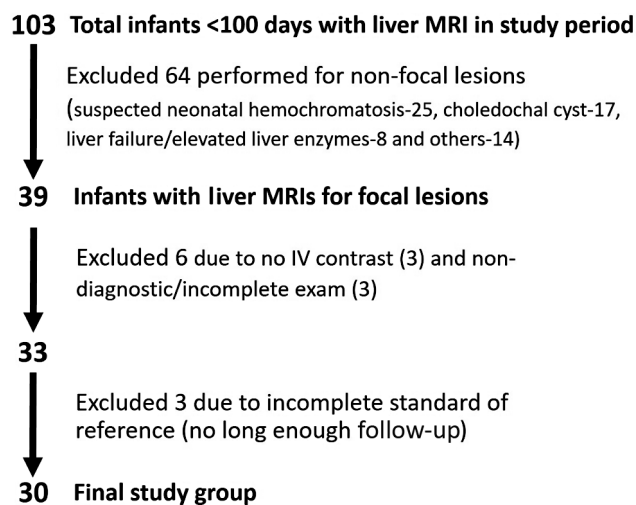 103 Total infants <100 days with liver MRI in study period
Excluded 64 performed for non-focal lesions
(suspected neonatal hemochromatosis-25, choledochal cyst-17,
liver failure/elevated liver enzymes-8 and others-14)
39 Infants with liver MRIs for focal lesions
Excluded 6 due to no IV contrast (3) and non-
diagnostic/incomplete exam (3)
33
Excluded 3 due to incomplete standard of
reference (no long enough follow-up)
30 Final study group